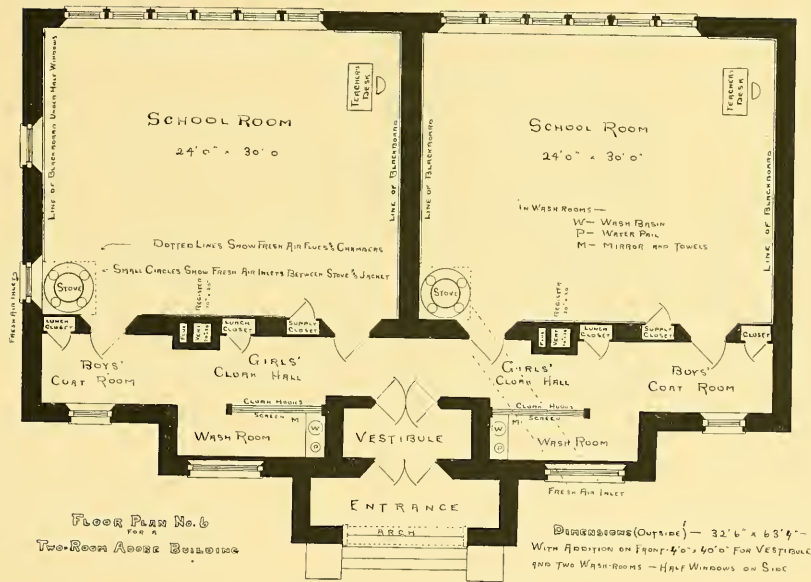 SCHOOL ROOM
24'0" × 30'0
TEACHER'S
DESK
LINE OF BLACKBOARD UNDER HALF WINDOWS
LINE OF BLACKBOARD
DOTTED LINES SHOW FRESH AIR FLUES & CHAMBERS
SMALL CIRCLES SHOW FRESH AIR INLETS BETWEEN STOVE & JACKET
STOVE
FRESH AIR INLET
REGISTER
LUNCH
CLOSET
FLUE
VENT
LUNCH
CLOSET
SUPPLY
CLOSET
BOYS'
COAT ROOM
GIRLS'
CLOAK HALL
CLOAK HOOKS
SCREEN M
WASH ROOM
W
P
SCHOOL ROOM
24'0" × 30'0"
TEACHER'S
DESK
LINE OF BLACKBOARD
LINE OF BLACKBOARD
IN WASH ROOMS —
W — WASH BASIN
P — WATER PAIL
M — MIRROR AND TOWELS
STOVE
REGISTER
FLUE
VENT
LUNCH
CLOSET
SUPPLY
CLOSET
CLOSET
GIRLS'
CLOAK HALL
BOYS'
COAT ROOM
CLOAK HOOKS
SCREEN
M
W
P
WASH ROOM
FRESH AIR INLET
VESTIBULE
ENTRANCE
ARCH
FLOOR PLAN No. 6
FOR A
TWO-ROOM ADOBE BUILDING
DIMENSIONS (OUTSIDE) — 32'6" × 63'4" —
WITH ADDITION ON FRONT 4'0" × 40'0" FOR VESTIBULE
AND TWO WASH-ROOMS — HALF WINDOWS ON SIDE